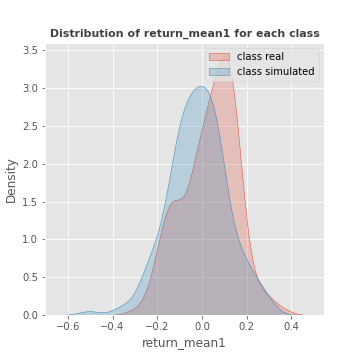 Distribution of return_mean1 for each class
class real
class simulated
3.5
3.0
2.5
2.0
1.5
1.0
0.5
0.0
Density
−0.6 −0.4 −0.2 0.0 0.2 0.4
return_mean1